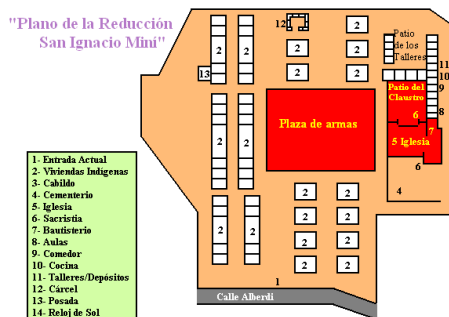 "Plano de la Reducción
San Ignacio Miní"
12
Patio
de los
Talleres
2
2
2
2
2
2
2
2
13
11
10
9
8
Patio del
Claustro
6
7
5 Iglesia
6
4
Plaza de armas
2
2
2
2
2
2
2
2
2
2
2
2
1
Calle Alberdi
1- Entrada Actual
2- Viviendas Indigenas
3- Cabildo
4- Cementerio
5- Iglesia
6- Sacristia
7- Bautisterio
8- Aulas
9- Comedor
10- Cocina
11- Talleres/Depósitos
12- Cárcel
13- Posada
14- Reloj de Sol